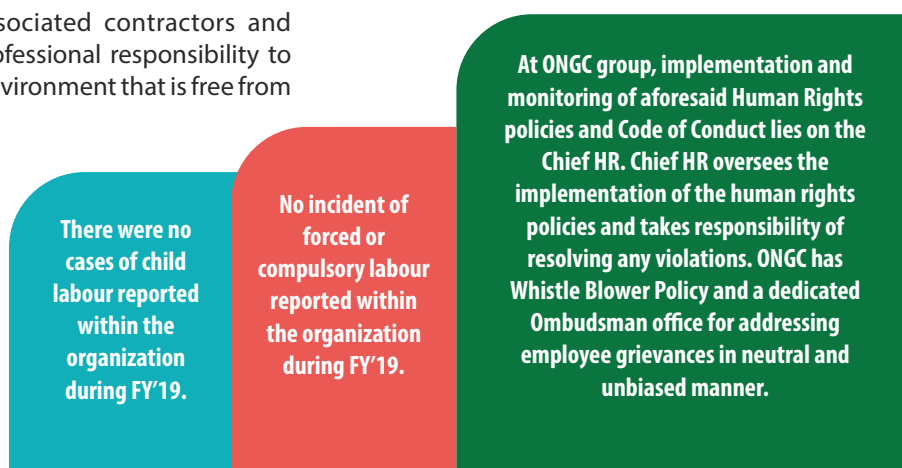 sociated contractors and
ofessional responsibility to
vironment that is free from
There were no
cases of child
labour reported
within the
organization
during FY'19.
No incident of
forced or
compulsory labour
reported within
the organization
during FY'19.
At ONGC group, implementation and
monitoring of aforesaid Human Rights
policies and Code of Conduct lies on the
Chief HR. Chief HR oversees the
implementation of the human rights
policies and takes responsibility of
resolving any violations. ONGC has
Whistle Blower Policy and a dedicated
Ombudsman office for addressing
employee grievances in neutral and
unbiased manner.